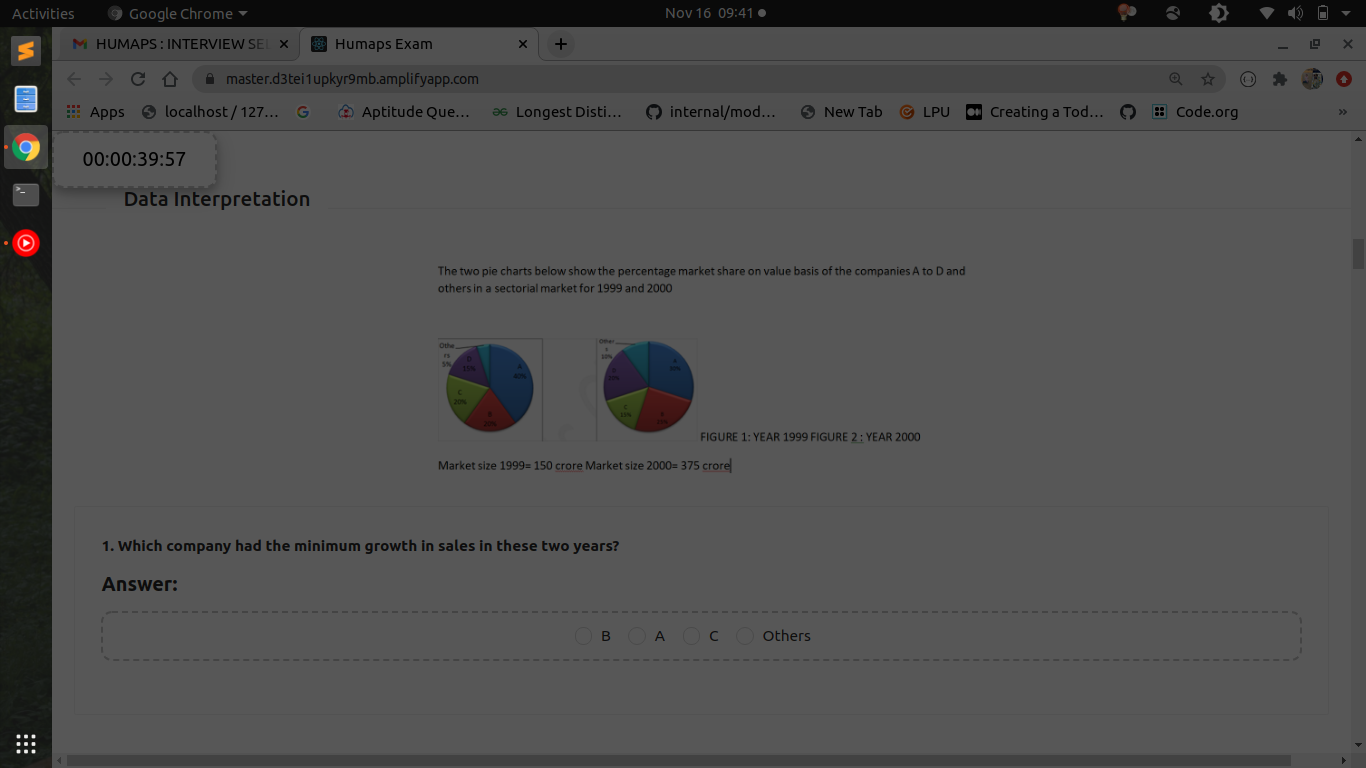 Activities
Google Chrome
Nov 16 09:41
HUMAPS : INTERVIEW SEL
Humaps Exam
master.d3tei1upkyr9mb.amplifyapp.com
Apps
localhost / 127...
Aptitude Que...
Longest Disti...
internal/mod...
New Tab
LPU
Creating a Tod...
Code.org
»
00:00:39:57
Data Interpretation
The two pie charts below show the percentage market share on value basis of the companies A to D and
others in a sectorial market for 1999 and 2000
Othe
rs
5%
D
15%
A
40%
C
20%
B
20%
Other
10%
C
15%
FIGURE 1: YEAR 1999 FIGURE 2 : YEAR 2000
Market size 1999= 150 crore Market size 2000= 375 crore
1. Which company had the minimum growth in sales in these two years?
Answer:
B A C Others